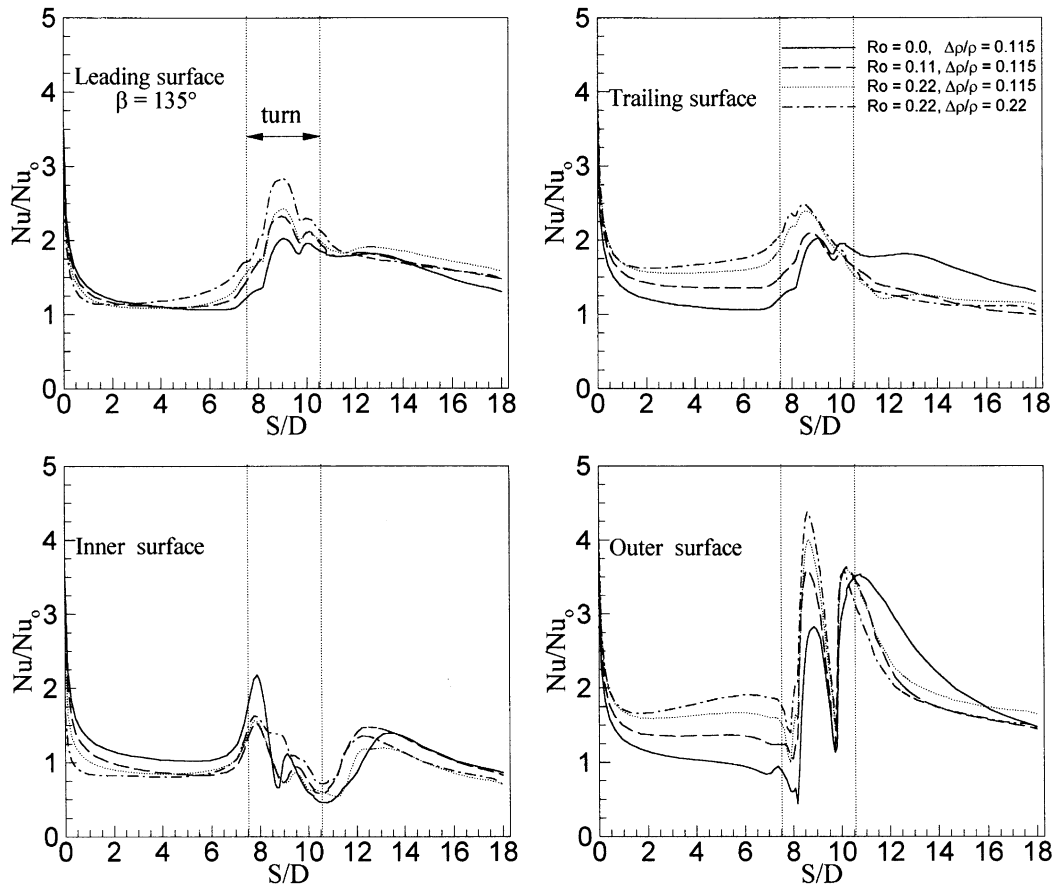 5
4
3
2
1
0
Nu/Nuo
Leading surface
β = 135°
turn
0 2 4 6 8 10 12 14 16 18
S/D
5
4
3
2
1
0
Nu/Nuo
Trailing surface
Ro = 0.0, Δρ/ρ = 0.115
Ro = 0.11, Δρ/ρ = 0.115
Ro = 0.22, Δρ/ρ = 0.115
Ro = 0.22, Δρ/ρ = 0.22
0 2 4 6 8 10 12 14 16 18
S/D
5
4
3
2
1
0
Nu/Nuo
Inner surface
0 2 4 6 8 10 12 14 16 18
S/D
5
4
3
2
1
0
Nu/Nuo
Outer surface
0 2 4 6 8 10 12 14 16 18
S/D